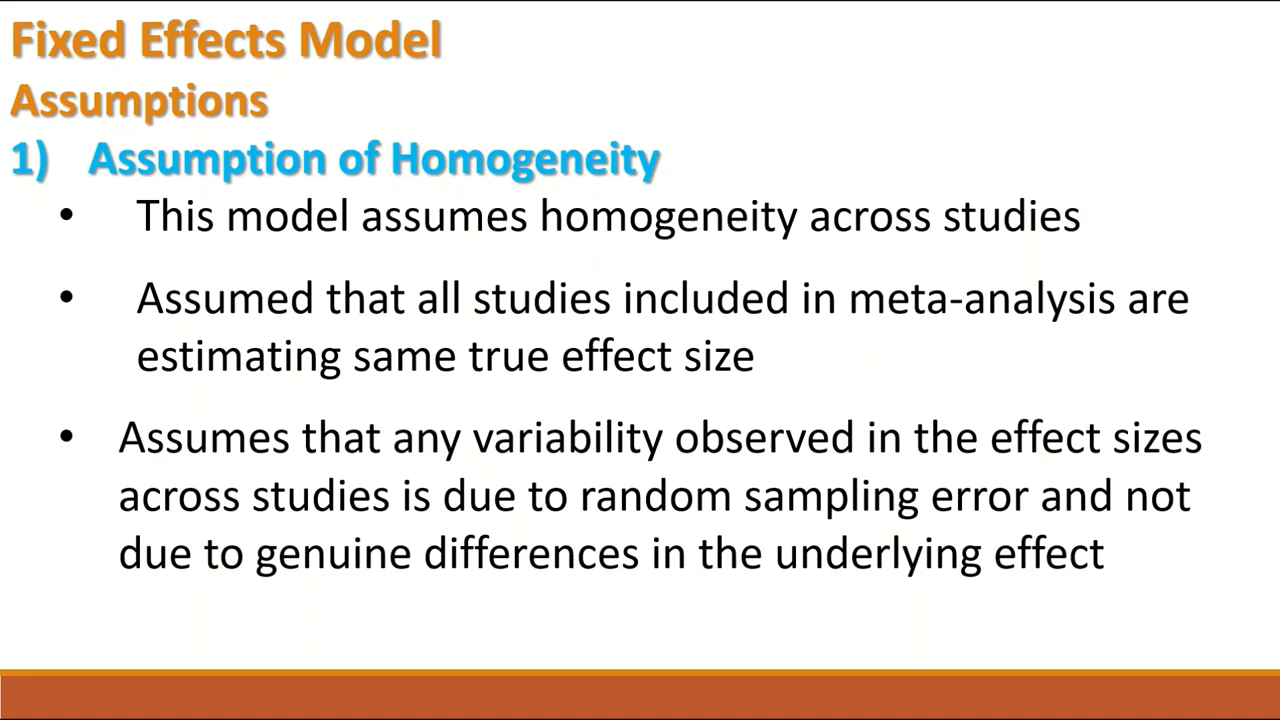 Fixed Effects Model
Assumptions
1) Assumption of Homogeneity
• This model assumes homogeneity across studies
• Assumed that all studies included in meta-analysis are
estimating same true effect size
• Assumes that any variability observed in the effect sizes
across studies is due to random sampling error and not
due to genuine differences in the underlying effect